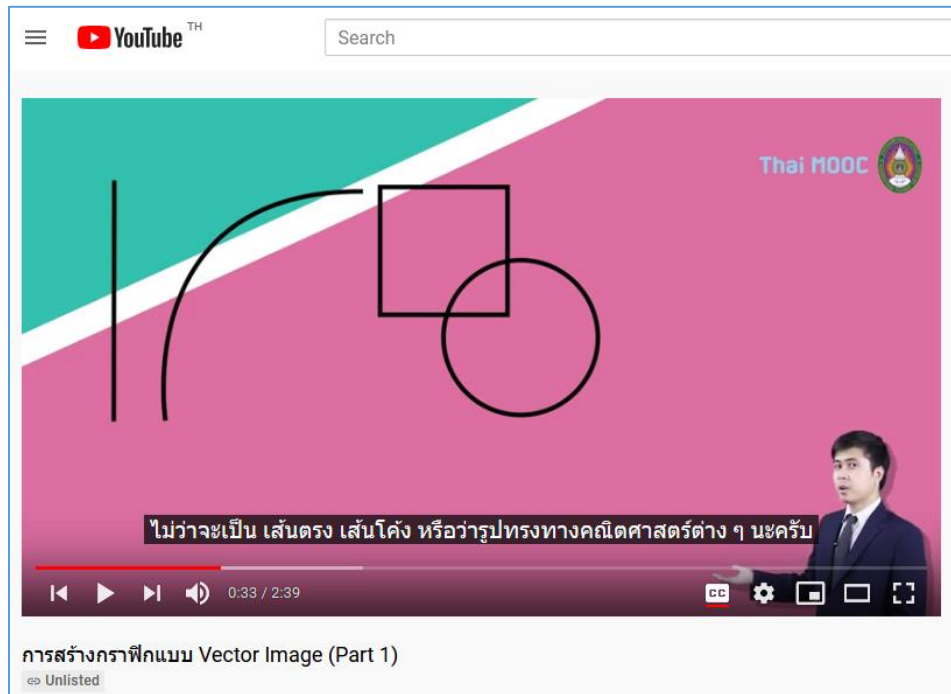 YouTube TH
Search
Thai MOOC
ไม่ว่าจะเป็น เส้นตรง เส้นโค้ง หรือว่ารูปทรงทางคณิตศาสตร์ต่าง ๆ นะครับ
0:33 / 2:39
CC
การสร้างกราฟิกแบบ Vector Image (Part 1)
Unlisted